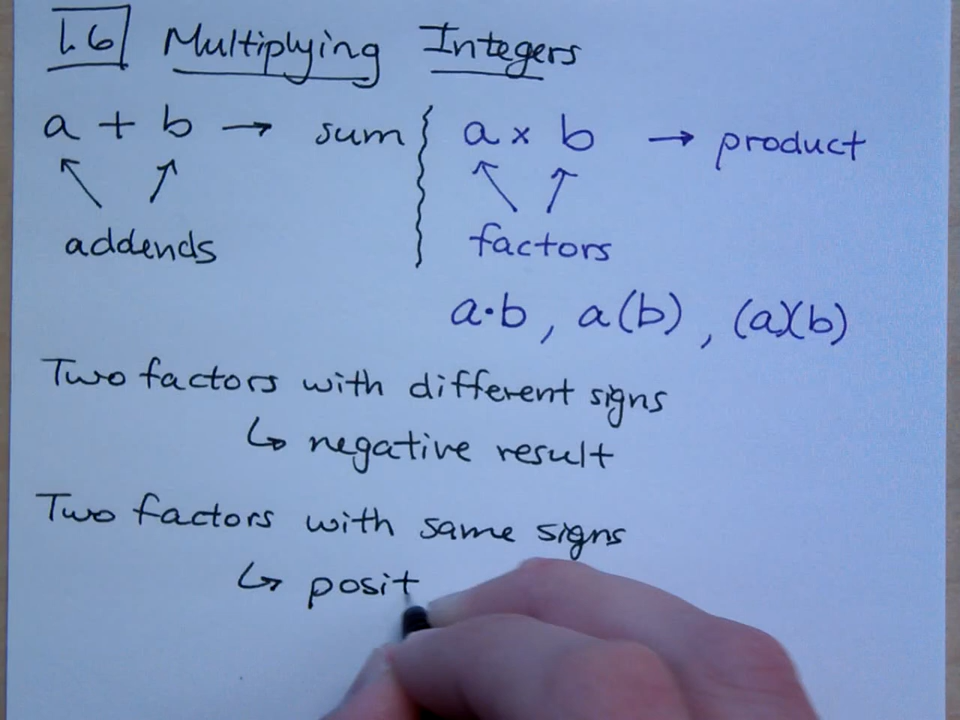 1.6 Multiplying Integers
a + b → sum
addends
a × b → product
factors
a·b, a(b), (a)(b)
Two factors with different signs
↳ negative result
Two factors with same signs
↳ posit